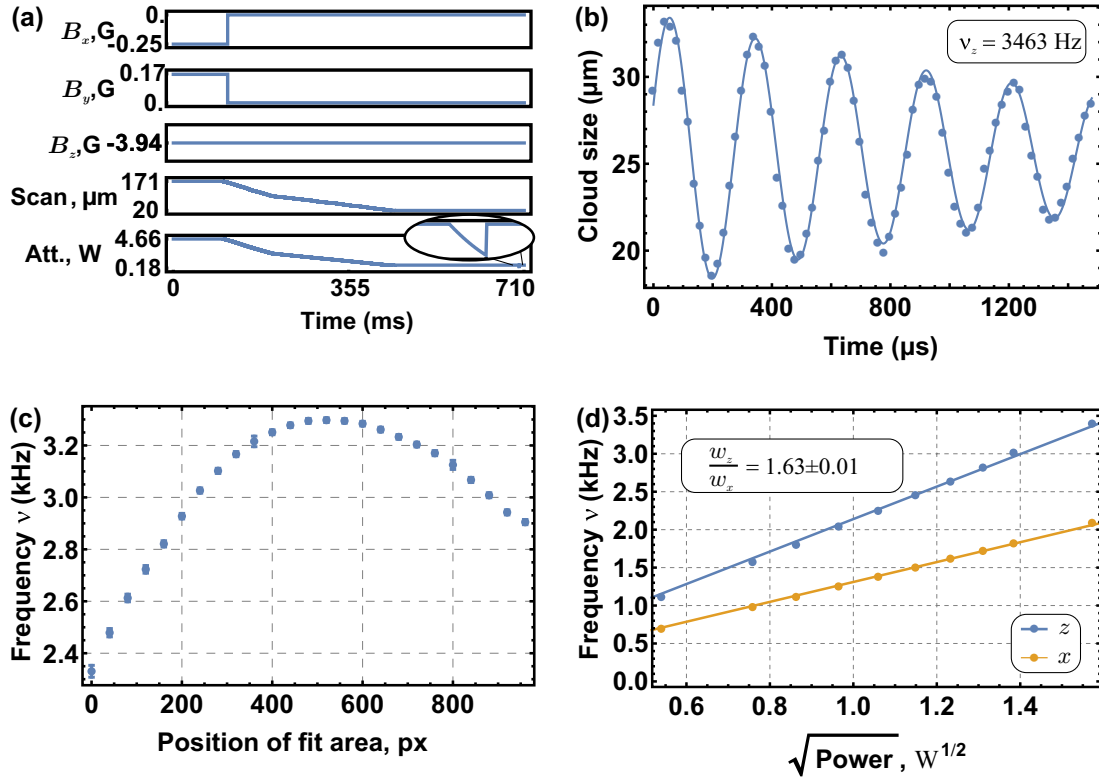 (a)
0.
B_x,G
-0.25
0.17
B_y,G
0.
B_z,G -3.94
171
Scan, μm
20
4.66
Att., W
0.18
0 355 710
Time (ms)
(b)
ν_z = 3463 Hz
30
25
20
Cloud size (μm)
0 400 800 1200
Time (μs)
(c)
3.2
3.0
2.8
2.6
2.4
Frequency ν (kHz)
0 200 400 600 800
Position of fit area, px
(d)
3.5
3.0
2.5
2.0
1.5
1.0
0.5
0.0
Frequency ν (kHz)
w_z/w_x = 1.63±0.01
z
x
0.6 0.8 1.0 1.2 1.4
√Power, W^1/2